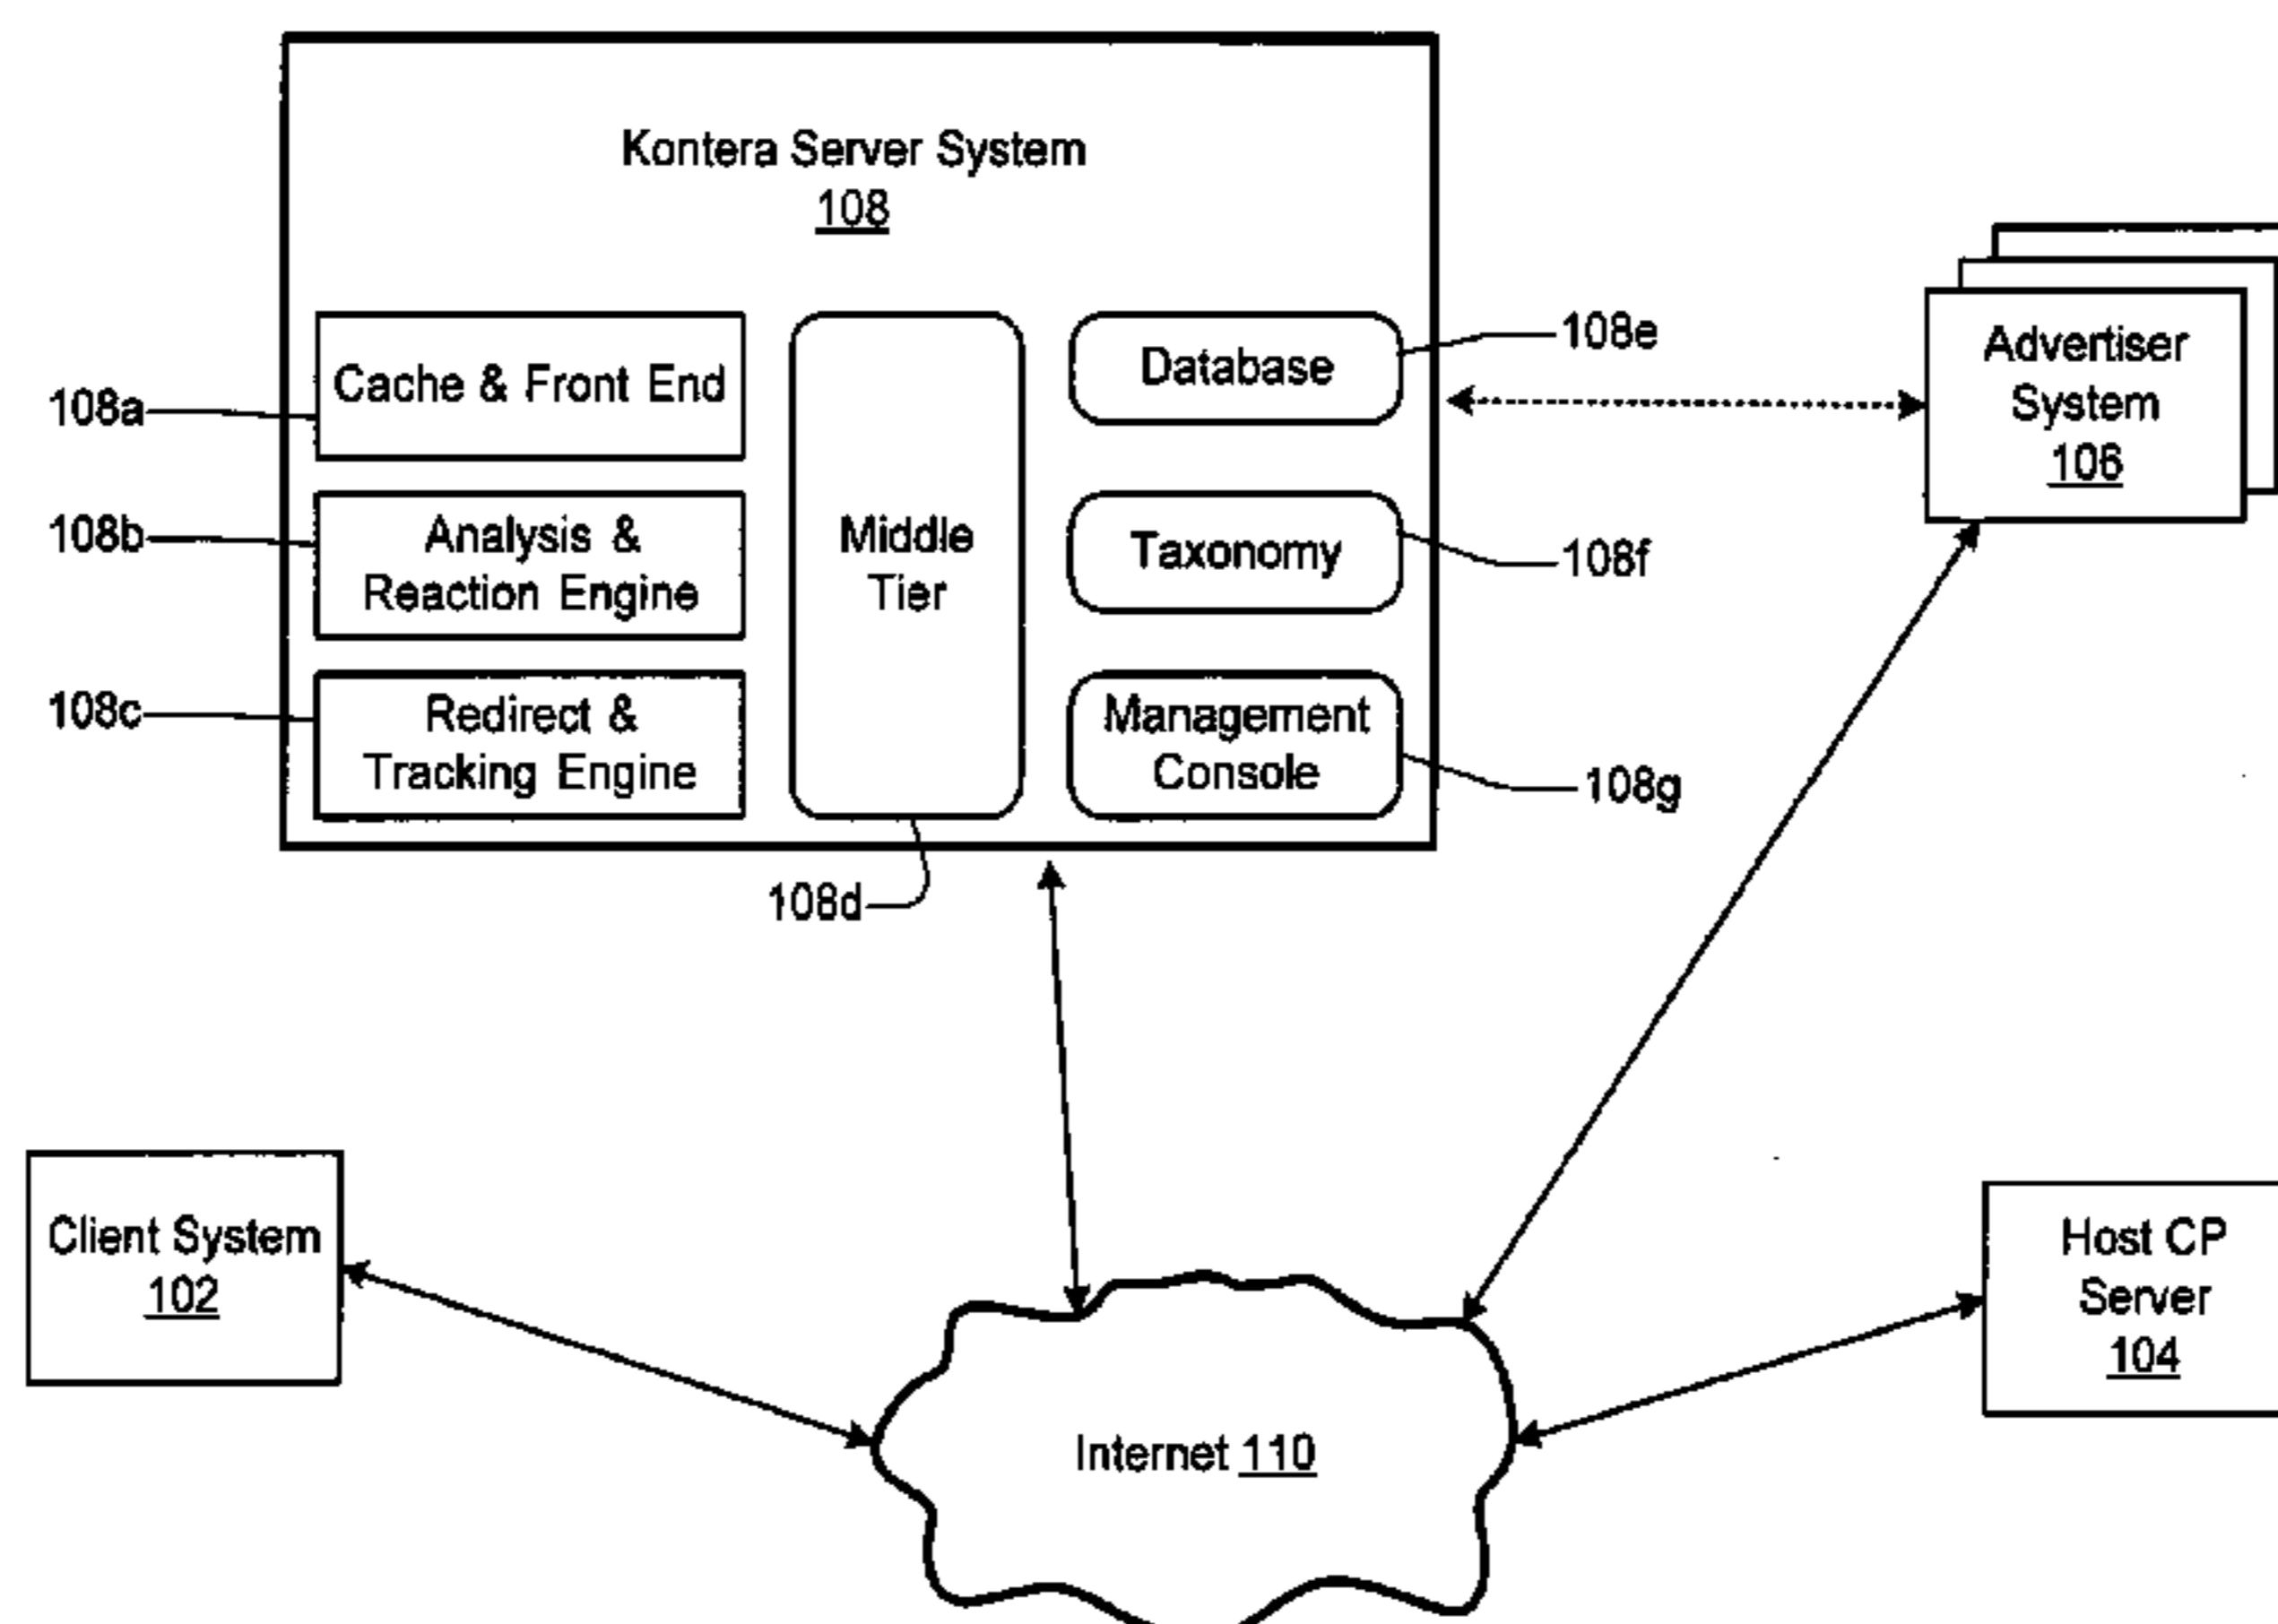 Kontera Server System
108
Cache & Front End
108a
Analysis &
Reaction Engine
108b
Redirect &
Tracking Engine
108c
Middle
Tier
108d
Database
108e
Taxonomy
108f
Management
Console
108g
Advertiser
System
106
Client System
102
Internet 110
Host CP
Server
104